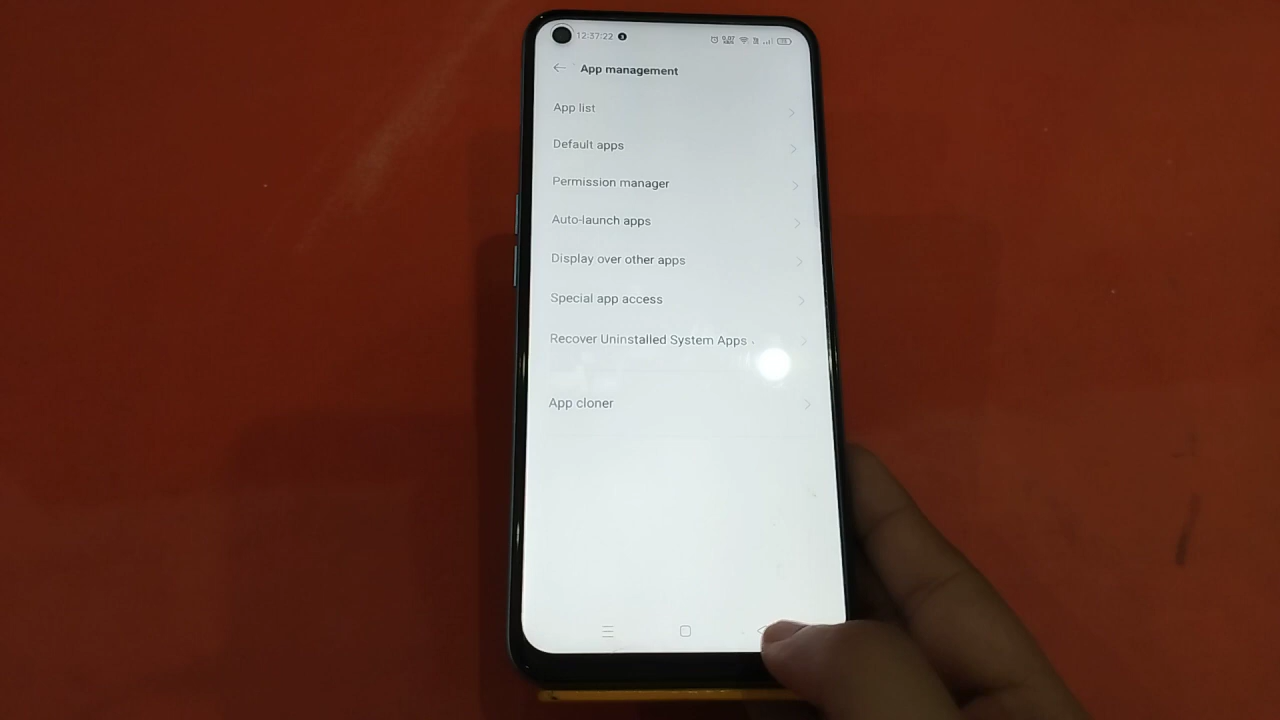 12:37:22
App management
App list
Default apps
Permission manager
Auto-launch apps
Display over other apps
Special app access
Recover Uninstalled System Apps
App cloner